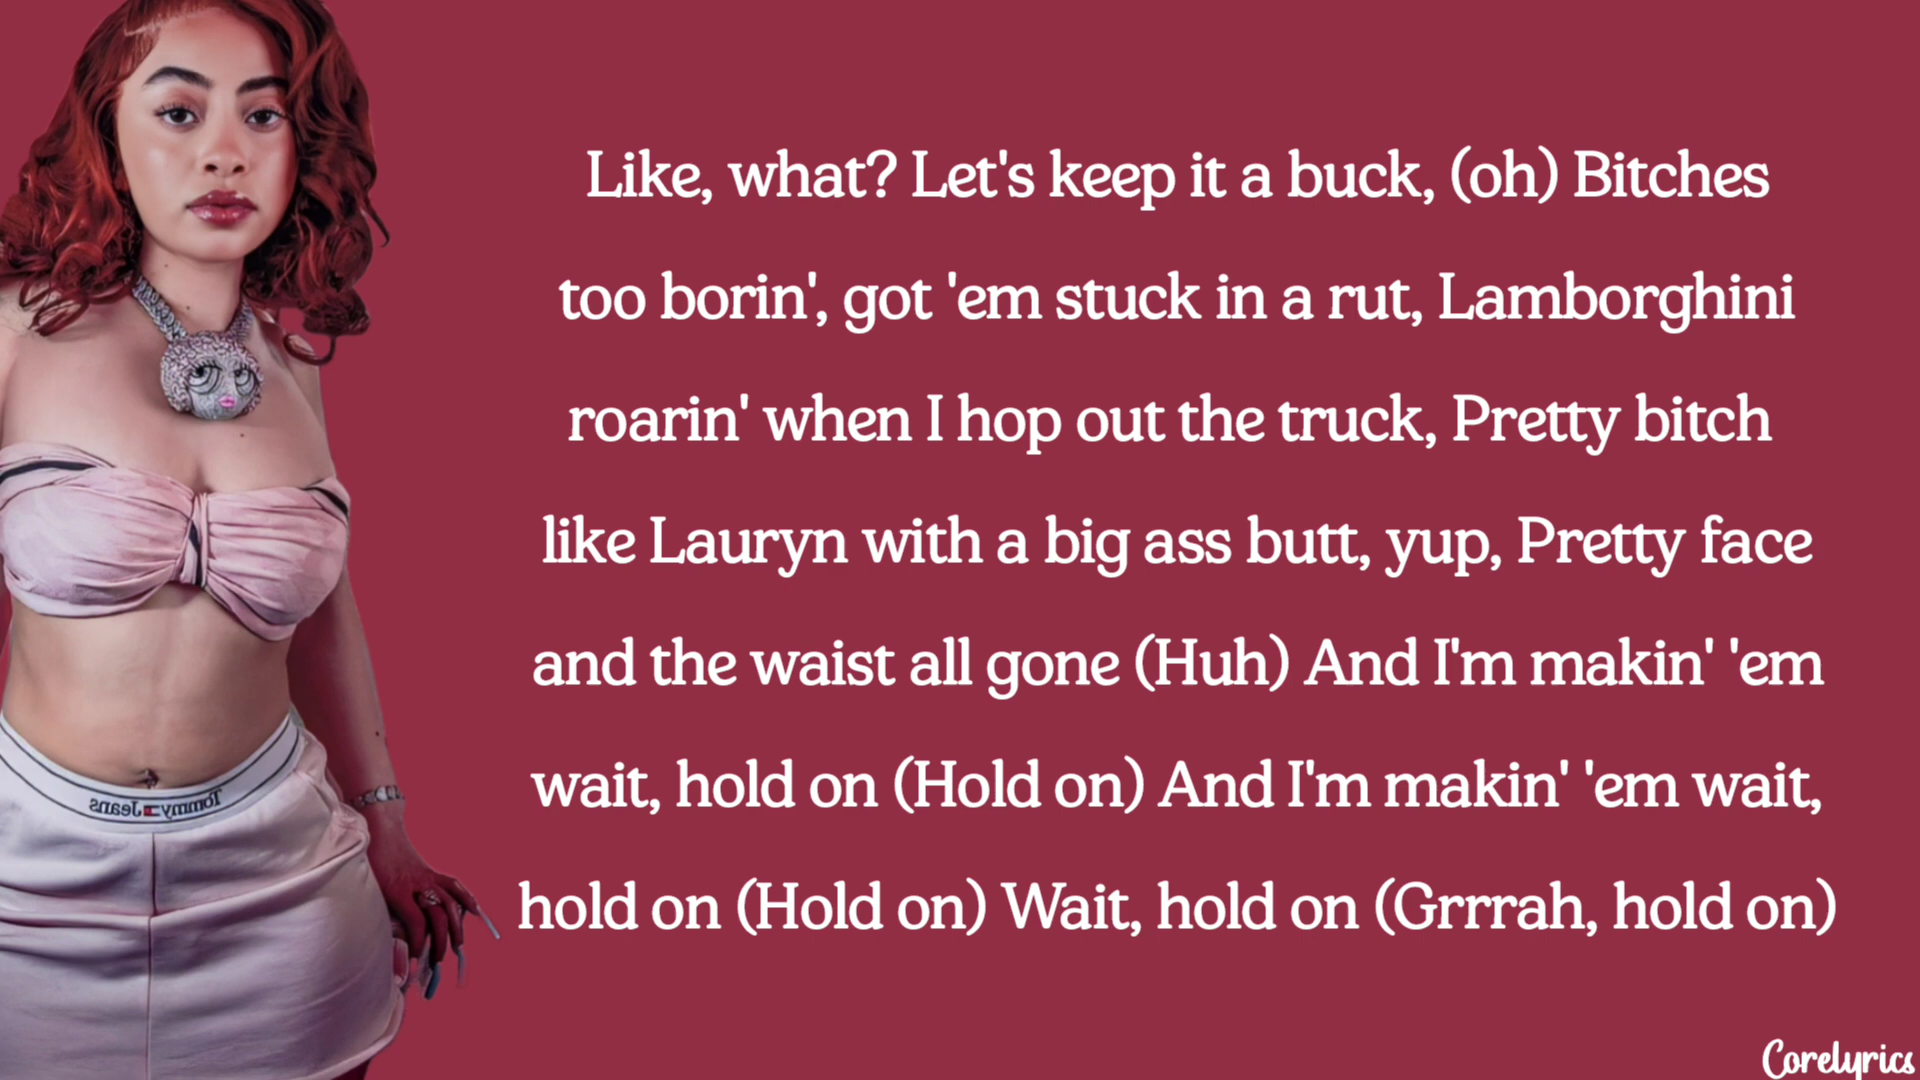 Like, what? Let's keep it a buck, (oh) Bitches
too borin', got 'em stuck in a rut, Lamborghini
roarin' when I hop out the truck, Pretty bitch
like Lauryn with a big ass butt, yup, Pretty face
and the waist all gone (Huh) And I'm makin' 'em
wait, hold on (Hold on) And I'm makin' 'em wait,
hold on (Hold on) Wait, hold on (Grrrah, hold on)
Tommy Jeans
Corelyrics